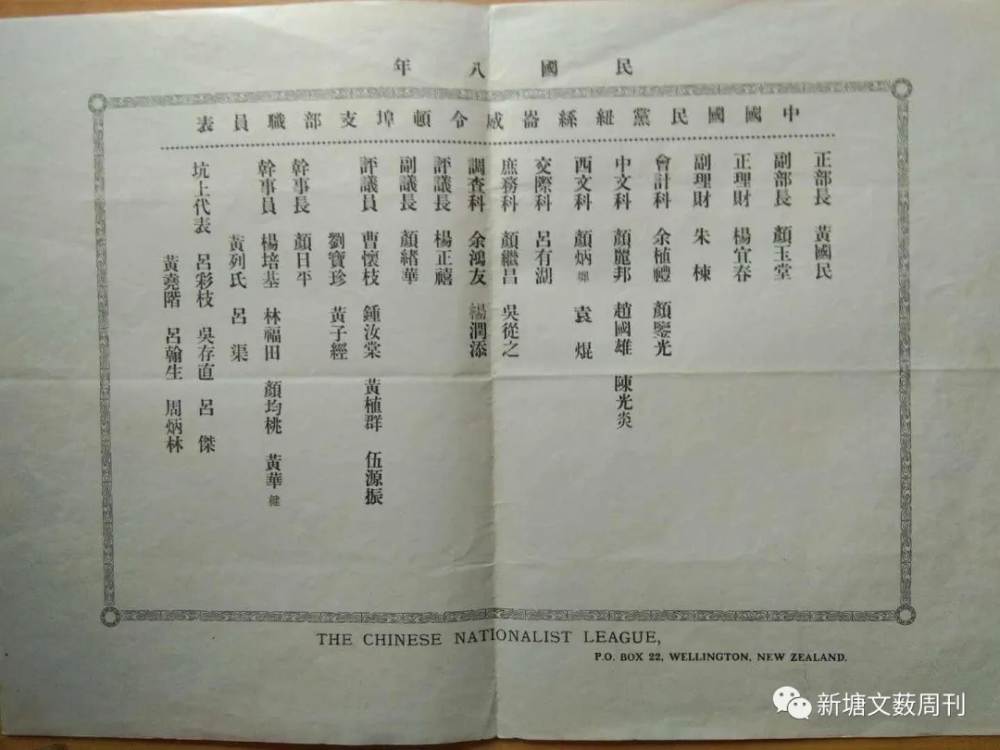 民國八年
中國國民黨紐絲崙威令頓埠支部職員表
正部長 黃國民
副部長 顏玉堂
正理財 楊宜春
副理財 朱棟
會計科 余植禮 顏鑒光
中文科 顏麗邦 趙國雄 陳光炎
西文科 顏炳 袁焜
交際科 呂有湖
庶務科 顏繼昌 吳從之
調查科 余鴻友 楊潤添
評議長 楊正禧
副議長 顏緒華
評議員 曹懷枝 鍾汝棠 黃植群 伍源振
劉寶珍 黃子經
幹事長 顏日平
幹事員 楊培基 林福田 顏均桃 黃華健
黃列氏 呂渠
坑上代表 呂彩枝 吳存直 呂傑
黃堯階 呂翰生 周炳林
THE CHINESE NATIONALIST LEAGUE,
P.O. BOX 22, WELLINGTON, NEW ZEALAND.
新塘文薮周刊